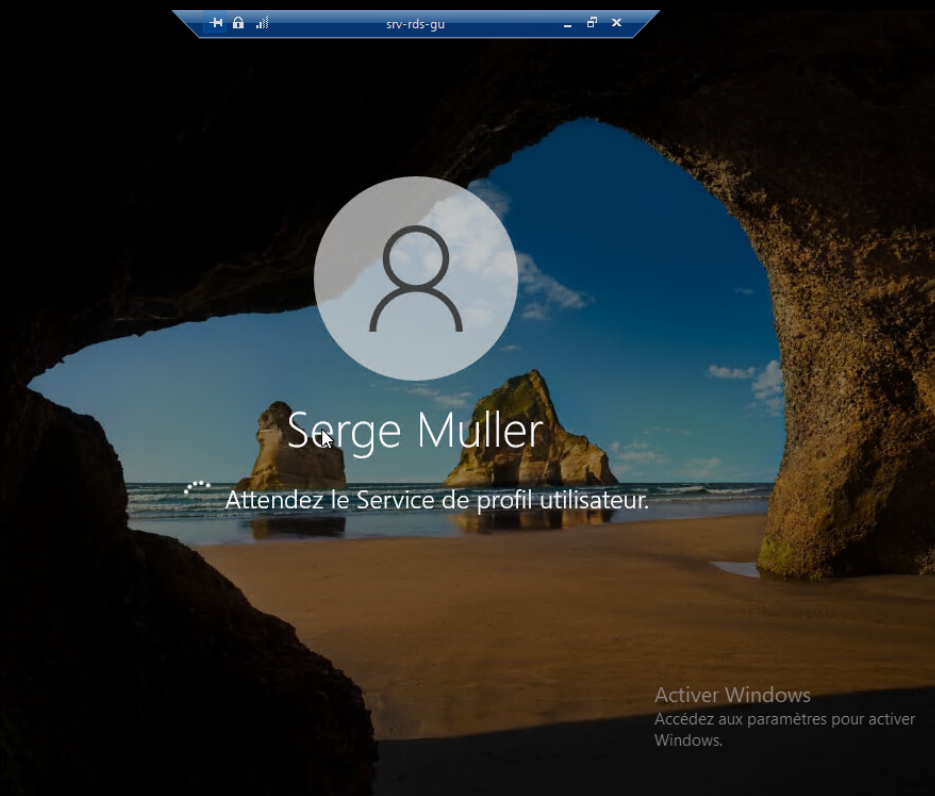 srv-rds-gu
Serge Muller
Attendez le Service de profil utilisateur.
Activer Windows
Accédez aux paramètres pour activer
Windows.